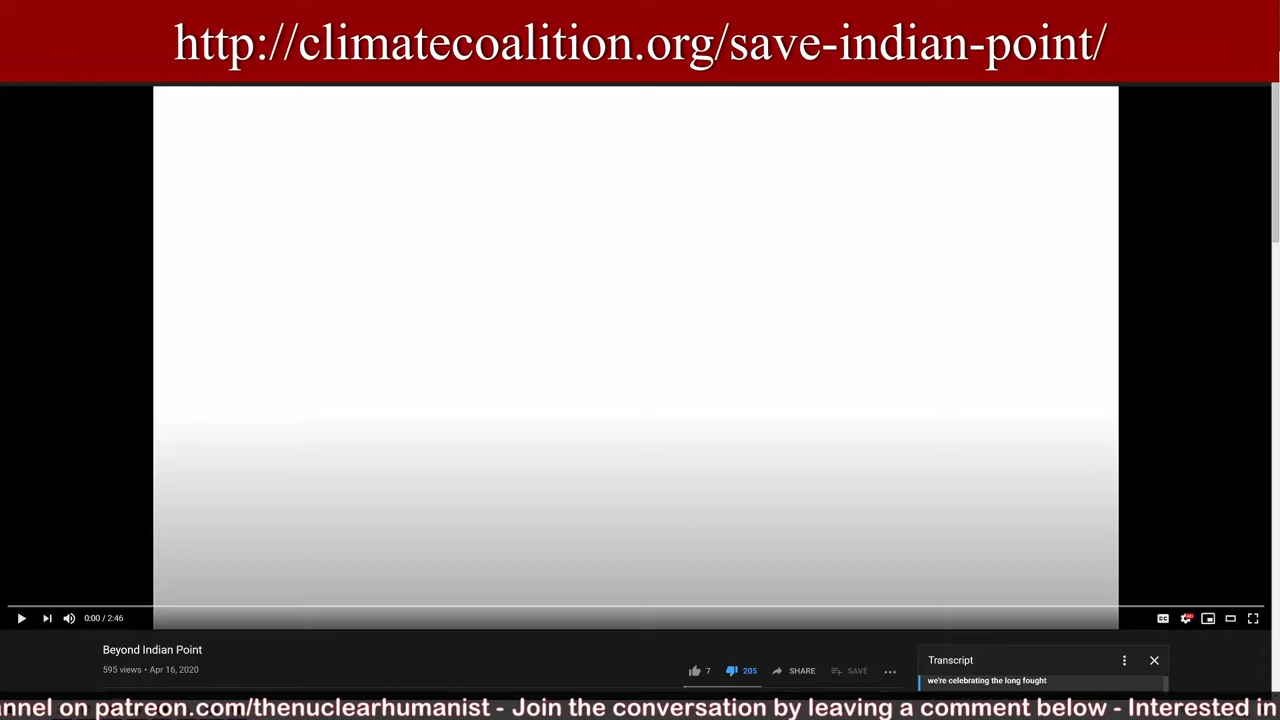 http://climatecoalition.org/save-indian-point/
0:00 / 2:46
Beyond Indian Point
595 views • Apr 16, 2020
7 205 SHARE SAVE
Transcript
we're celebrating the long fought
annel on patreon.com/thenuclearhumanist - Join the conversation by leaving a comment below - Interested in